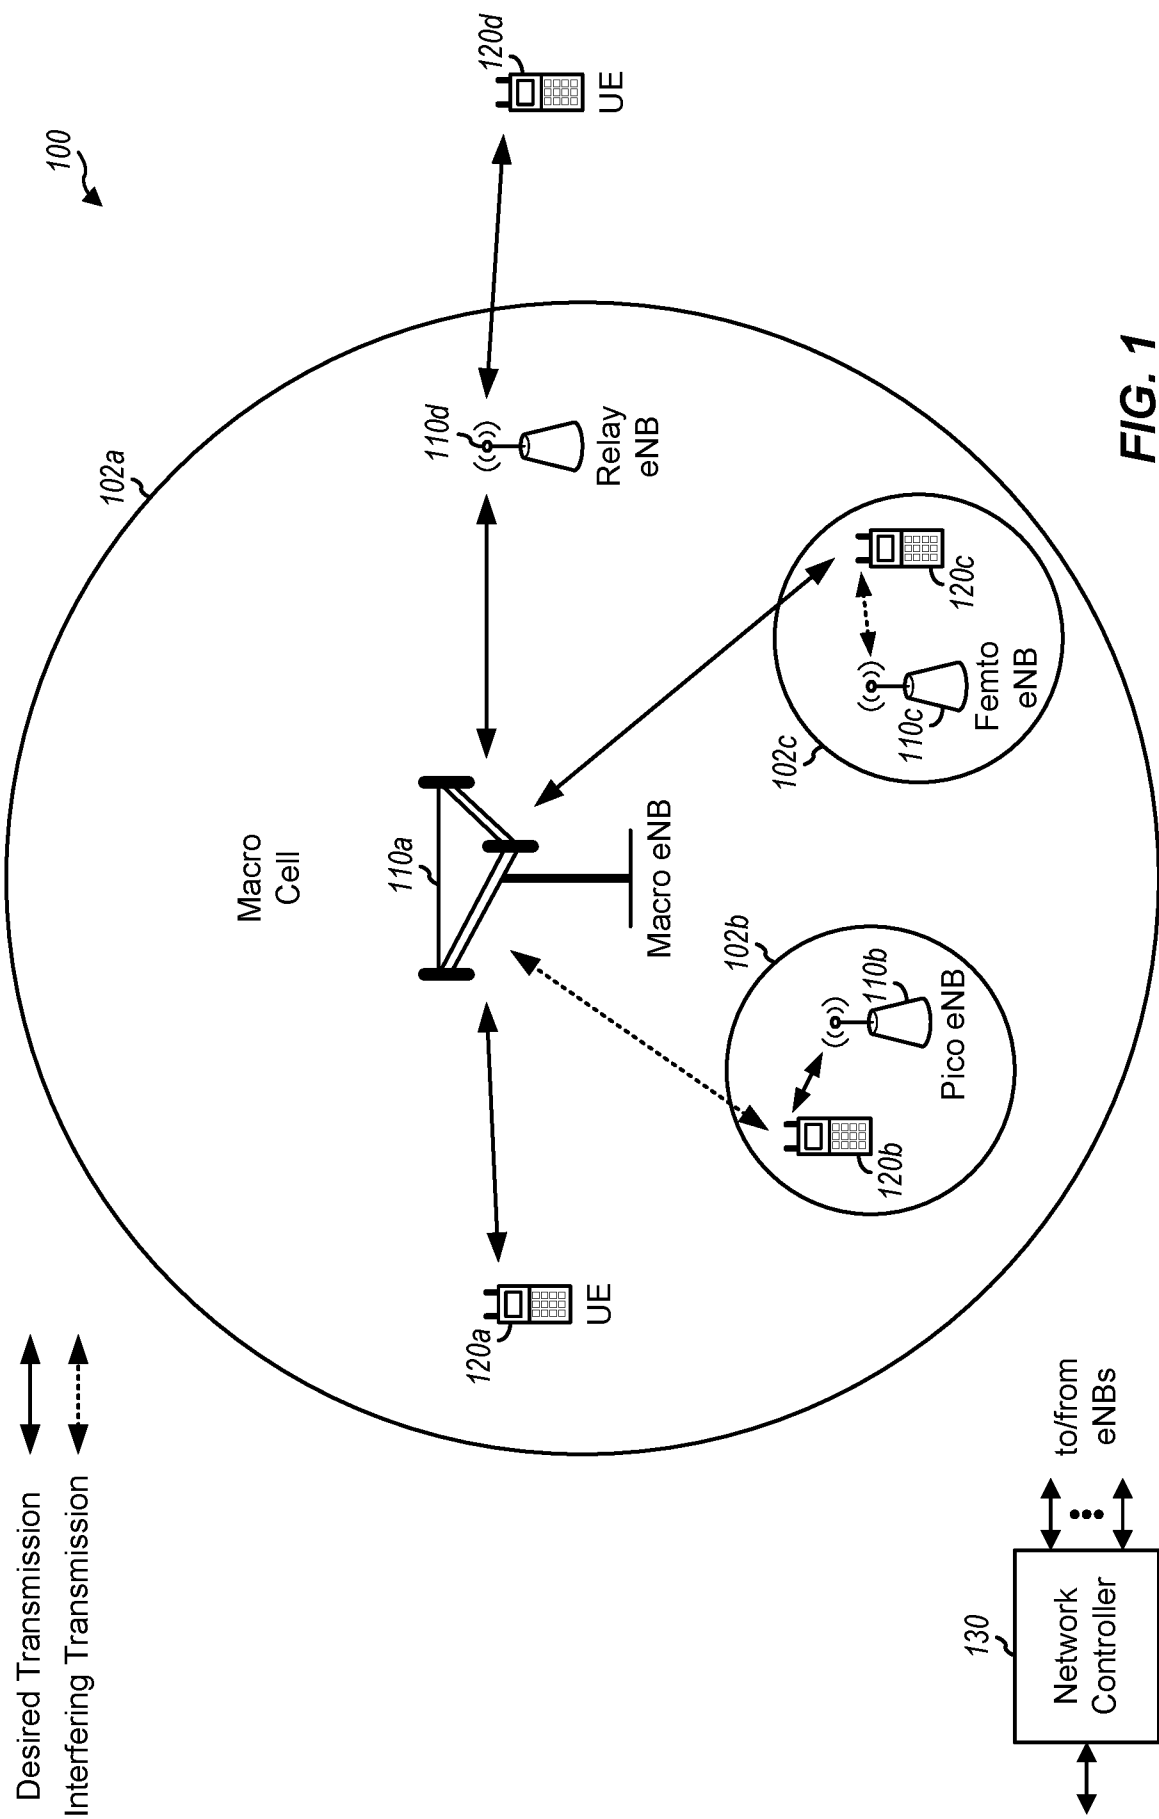 Desired Transmission
Interfering Transmission
100
102a
Macro
Cell
110a
110d
120d
120a
UE
Macro eNB
Relay
eNB
UE
102b
102c
110b
120b
Pico eNB
110c
120c
Femto
eNB
130
Network
Controller
to/from
eNBs
FIG. 1